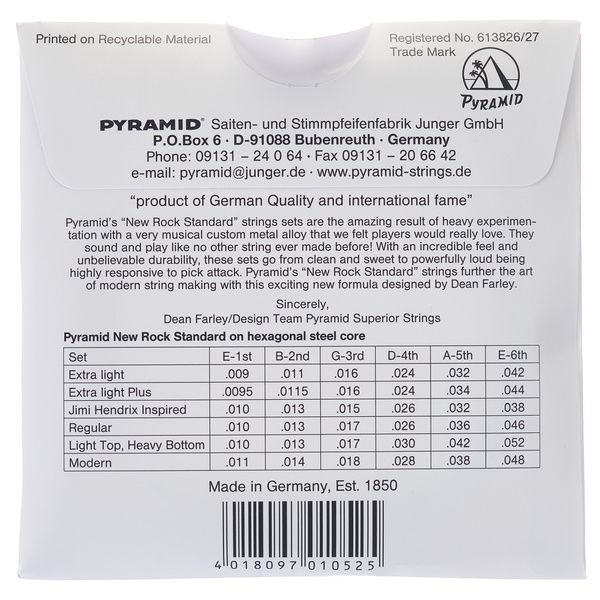 Printed on Recyclable Material
Registered No. 613826/27
Trade Mark
PYRAMID
PYRAMID® Saiten- und Stimmpfeifenfabrik Junger GmbH
P.O.Box 6 · D-91088 Bubenreuth · Germany
Phone: 09131 – 24 0 64 · Fax 09131 - 20 66 42
e-mail: pyramid@junger.de · www.pyramid-strings.de
“product of German Quality and international fame”
Pyramid's “New Rock Standard” strings sets are the amazing result of heavy experimen-
tation with a very musical custom metal alloy that we felt players would really love. They
sound and play like no other string ever made before! With an incredible feel and
unbelievable durability, these sets go from clean and sweet to powerfully loud being
highly responsive to pick attack. Pyramid's “New Rock Standard” strings further the art
of modern string making with this exciting new formula designed by Dean Farley.
Sincerely,
Dean Farley/Design Team Pyramid Superior Strings
Pyramid New Rock Standard on hexagonal steel core
Set E-1st B-2nd G-3rd D-4th A-5th E-6th
Extra light .009 .011 .016 .024 .032 .042
Extra light Plus .0095 .0115 .016 .024 .034 .044
Jimi Hendrix Inspired .010 .013 .015 .026 .032 .038
Regular .010 .013 .017 .026 .036 .046
Light Top, Heavy Bottom .010 .013 .017 .030 .042 .052
Modern .011 .014 .018 .028 .038 .048
Made in Germany, Est. 1850
4 018097 010525